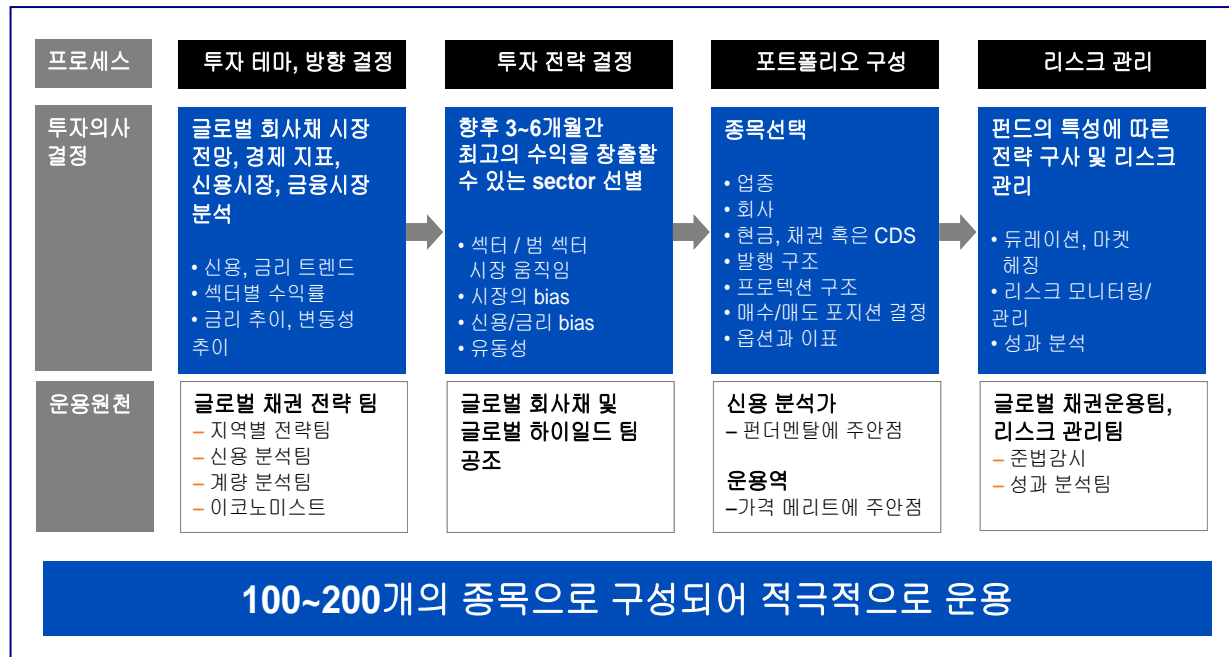 프로세스
투자 테마, 방향 결정
투자 전략 결정
포트폴리오 구성
리스크 관리
투자의사
결정
글로벌 회사채 시장
전망, 경제 지표,
신용시장, 금융시장
분석
• 신용, 금리 트렌드
• 섹터별 수익률
• 금리 추이, 변동성
추이
향후 3~6개월간
최고의 수익을 창출할
수 있는 sector 선별
• 섹터 / 범 섹터
시장 움직임
• 시장의 bias
• 신용/금리 bias
• 유동성
종목선택
• 업종
• 회사
• 현금, 채권 혹은 CDS
• 발행 구조
• 프로텍션 구조
• 매수/매도 포지션 결정
• 옵션과 이표
펀드의 특성에 따른
전략 구사 및 리스크
관리
• 듀레이션, 마켓
헤징
• 리스크 모니터링/
관리
• 성과 분석
운용원천
글로벌 채권 전략 팀
– 지역별 전략팀
– 신용 분석팀
– 계량 분석팀
– 이코노미스트
글로벌 회사채 및
글로벌 하이일드 팀
공조
신용 분석가
– 펀더멘탈에 주안점
운용역
–가격 메리트에 주안점
글로벌 채권운용팀,
리스크 관리팀
– 준법감시
– 성과 분석팀
100~200개의 종목으로 구성되어 적극적으로 운용